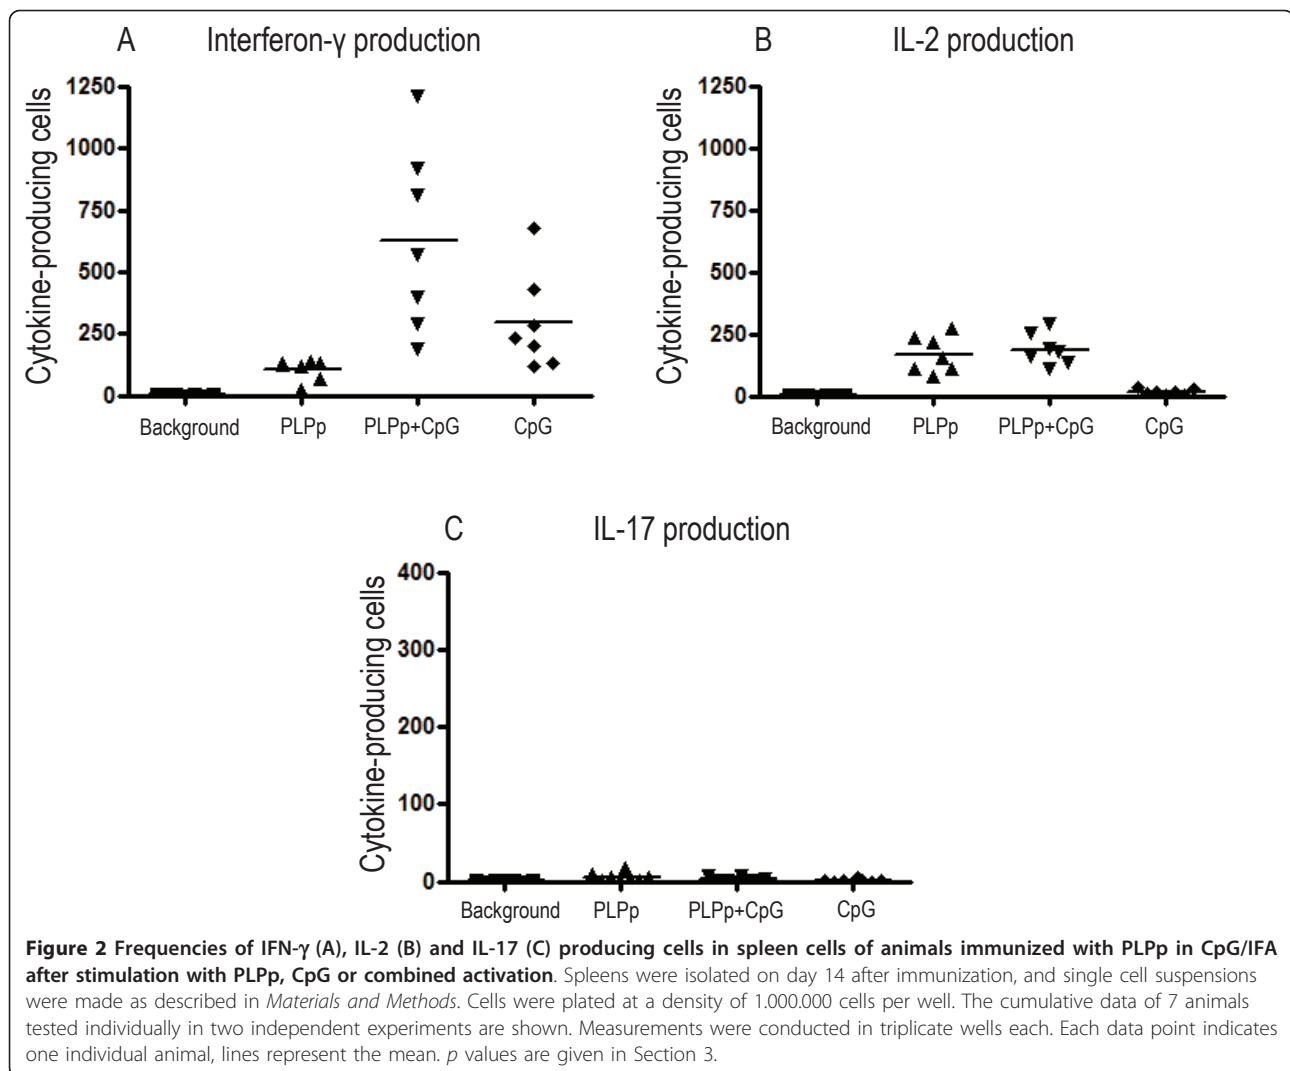 A Interferon-γ production
Cytokine-producing cells
1250
1000
750
500
250
0
Background PLPp PLPp+CpG CpG
B IL-2 production
Cytokine-producing cells
1250
1000
750
500
250
0
Background PLPp PLPp+CpG CpG
C IL-17 production
Cytokine-producing cells
400
300
200
100
0
Background PLPp PLPp+CpG CpG
Figure 2 Frequencies of IFN-γ (A), IL-2 (B) and IL-17 (C) producing cells in spleen cells of animals immunized with PLPp in CpG/IFA
after stimulation with PLPp, CpG or combined activation. Spleens were isolated on day 14 after immunization, and single cell suspensions
were made as described in Materials and Methods. Cells were plated at a density of 1.000.000 cells per well. The cumulative data of 7 animals
tested individually in two independent experiments are shown. Measurements were conducted in triplicate wells each. Each data point indicates
one individual animal, lines represent the mean. p values are given in Section 3.